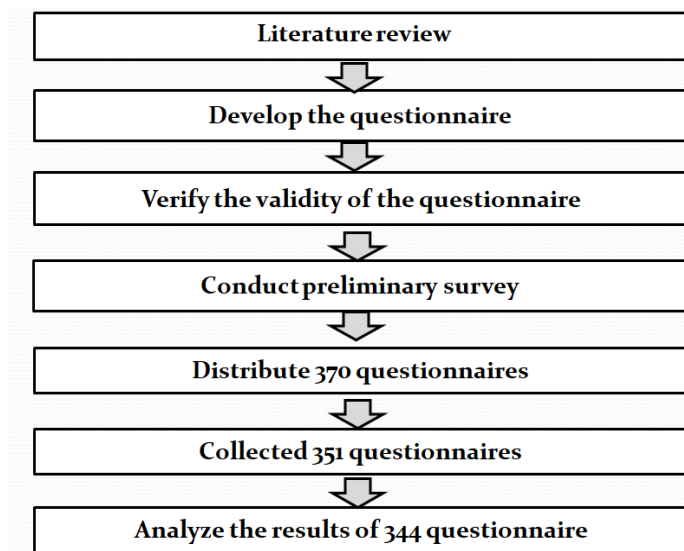 Literature review
Develop the questionnaire
Verify the validity of the questionnaire
Conduct preliminary survey
Distribute 370 questionnaires
Collected 351 questionnaires
Analyze the results of 344 questionnaire